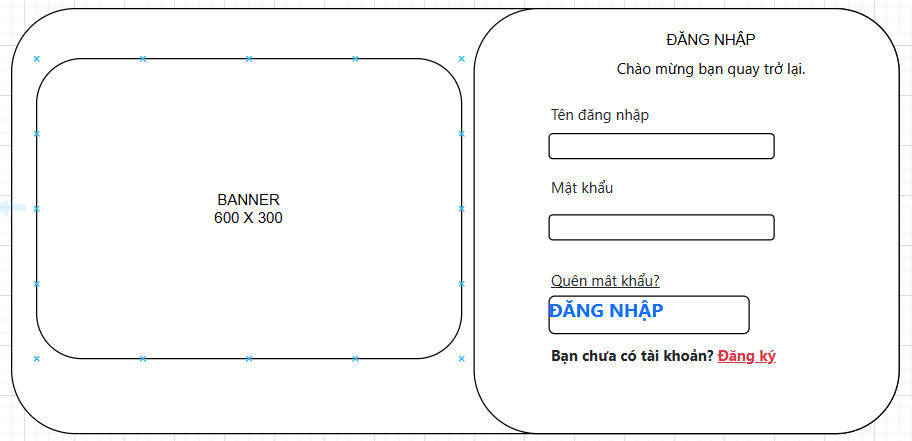 BANNER
600 X 300
ĐĂNG NHẬP
Chào mừng bạn quay trở lại.
Tên đăng nhập
Mật khẩu
Quên mât khẩu?
ĐĂNG NHẬP
Bạn chưa có tài khoản? Đăng ký